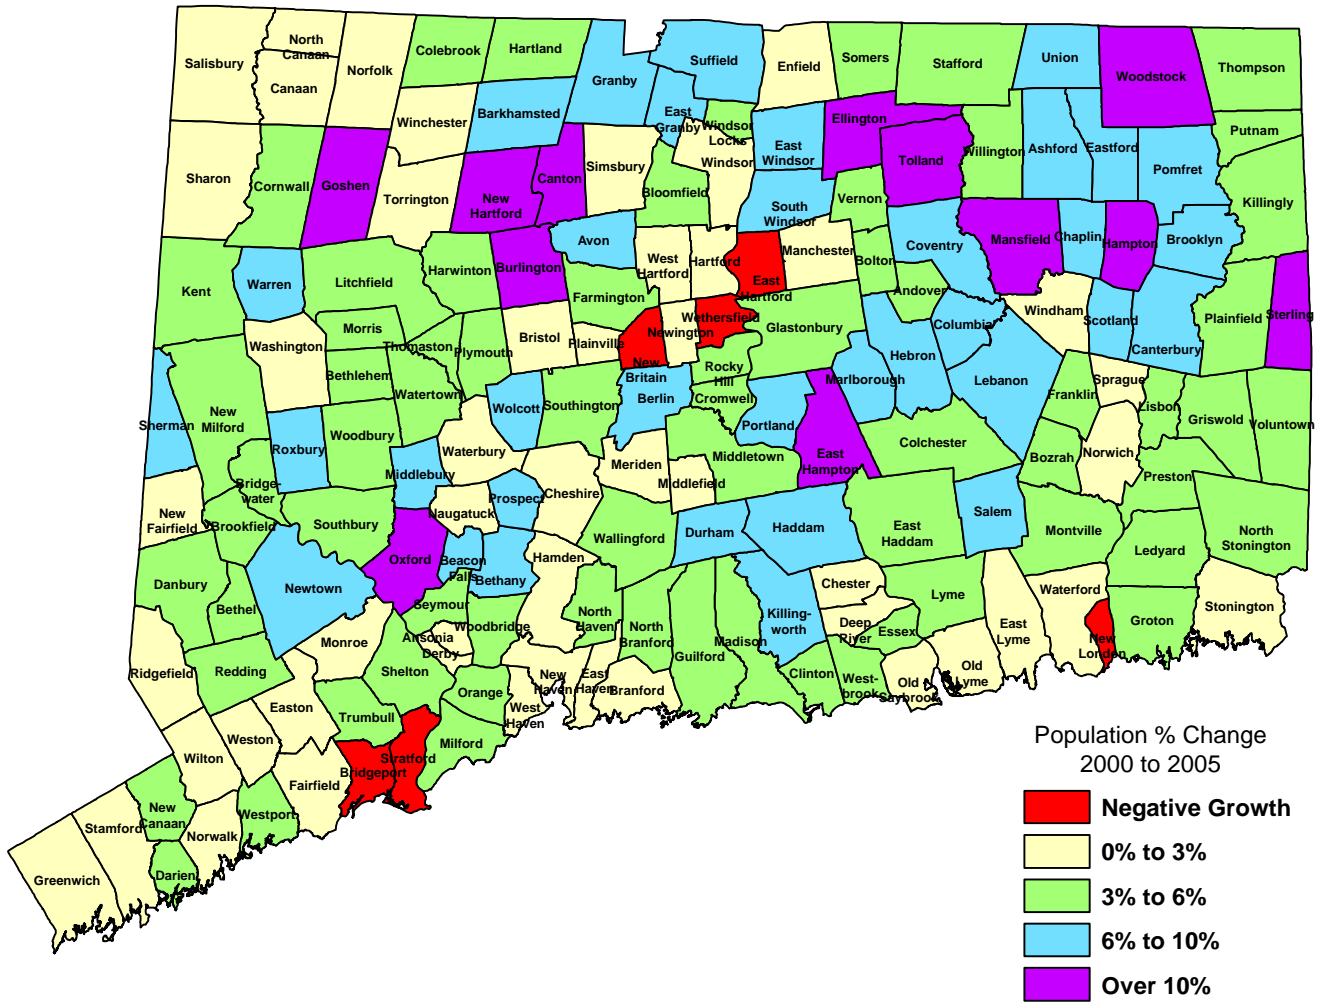 Salisbury
North
Canaan
Canaan
Norfolk
Colebrook
Hartland
Granby
Suffield
Enfield
Somers
Stafford
Union
Woodstock
Thompson
Winchester
Barkhamsted
East
Granby
Windsor
Locks
Windsor
East
Windsor
Ellington
Tolland
Willington
Ashford
Eastford
Pomfret
Putnam
Killingly
Sharon
Cornwall
Goshen
Torrington
New
Hartford
Canton
Simsbury
Bloomfield
South
Windsor
Vernon
Coventry
Mansfield
Chaplin
Hampton
Brooklyn
Kent
Warren
Litchfield
Harwinton
Burlington
Avon
West
Hartford
Hartford
East
Hartford
Manchester
Bolton
Andover
Windham
Scotland
Canterbury
Plainfield
Sterling
Farmington
Washington
Morris
Thomaston
Plymouth
Bristol
Plainville
New
Britain
Newington
Wethersfield
Glastonbury
Rocky
Hill
Cromwell
Berlin
Marlborough
Hebron
Columbia
Lebanon
Franklin
Sprague
Lisbon
Griswold
Voluntown
Sherman
New
Milford
Bethlehem
Watertown
Wolcott
Southington
Portland
East
Hampton
Colchester
Bozrah
Norwich
Preston
Roxbury
Woodbury
Middlebury
Waterbury
Meriden
Middlefield
Middletown
Cheshire
Prospect
Naugatuck
Bridge-
water
New
Fairfield
Brookfield
Southbury
Oxford
Beacon
Falls
Bethany
Hamden
Wallingford
Durham
Haddam
East
Haddam
Salem
Montville
Ledyard
North
Stonington
Danbury
Bethel
Newtown
Seymour
Woodbridge
North
Haven
North
Branford
Guilford
Madison
Killing-
worth
Chester
Deep
River
Essex
Lyme
East
Lyme
Waterford
New
London
Groton
Stonington
Ridgefield
Redding
Monroe
Ansonia
Derby
Shelton
Orange
New
Haven
East
Haven
West
Haven
Branford
Clinton
West-
brook
Old
Saybrook
Old
Lyme
Wilton
Weston
Easton
Trumbull
Stratford
Milford
Bridgeport
Fairfield
Westport
Norwalk
New
Canaan
Darien
Stamford
Greenwich
Population % Change
2000 to 2005
Negative Growth
0% to 3%
3% to 6%
6% to 10%
Over 10%